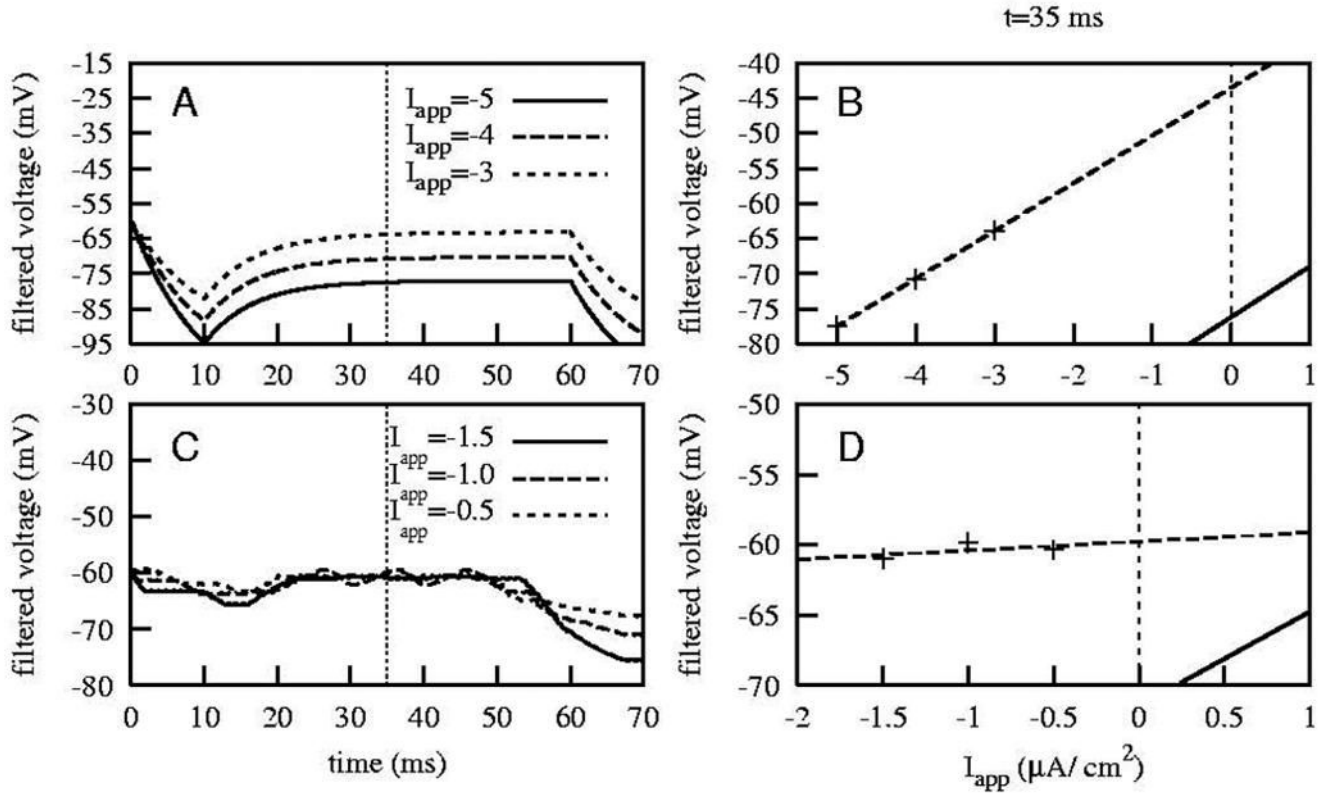 t=35 ms
filtered voltage (mV)
-15
-25
-35
-45
-55
-65
-75
-85
-95
A
I_app=-5
I_app=-4
I_app=-3
0 10 20 30 40 50 60 70
filtered voltage (mV)
-40
-45
-50
-55
-60
-65
-70
-75
-80
B
-5 -4 -3 -2 -1 0 1
filtered voltage (mV)
-30
-40
-50
-60
-70
-80
C
I_app=-1.5
I_app=-1.0
I_app=-0.5
0 10 20 30 40 50 60 70
time (ms)
filtered voltage (mV)
-50
-55
-60
-65
-70
D
-2 -1.5 -1 -0.5 0 0.5 1
I_app (μA/ cm²)